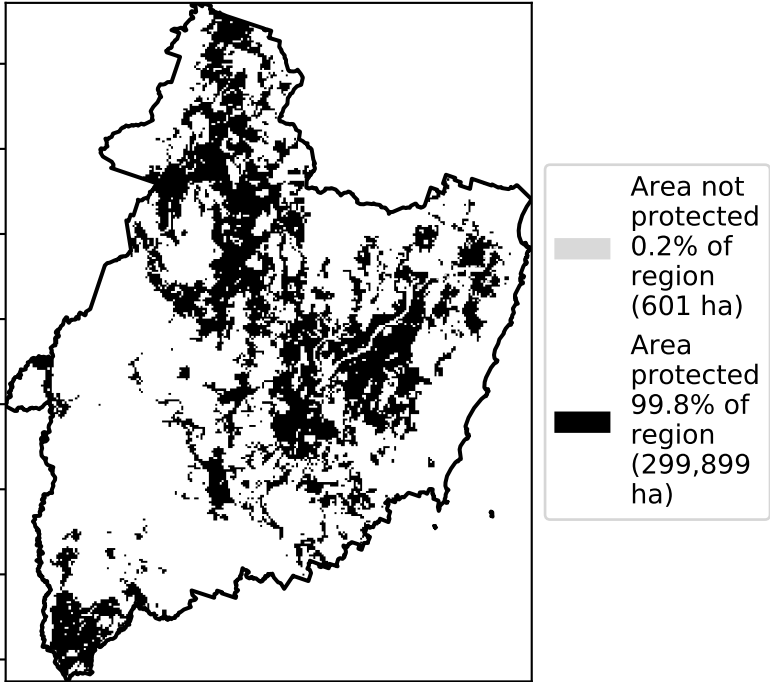 Area not
protected
0.2% of
region
(601 ha)
Area
protected
99.8% of
region
(299,899
ha)